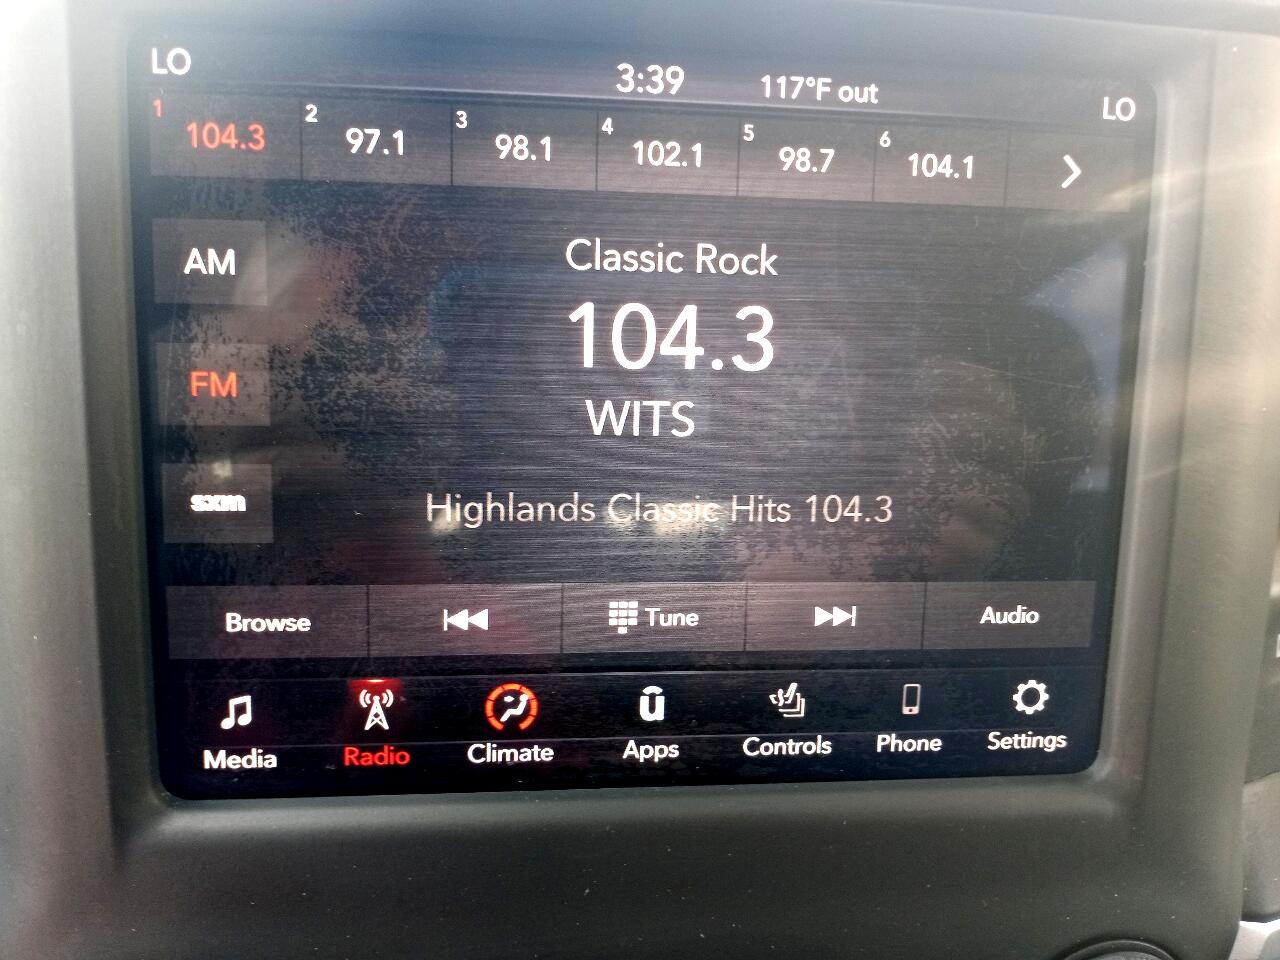 LO 3:39 117°F out LO
1 104.3 2 97.1 3 98.1 4 102.1 5 98.7 6 104.1
AM
Classic Rock
104.3
FM
WITS
sxm
Highlands Classic Hits 104.3
Browse Tune Audio
Media Radio Climate Apps Controls Phone Settings